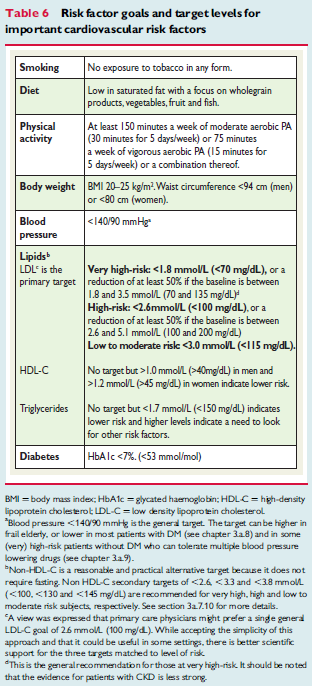 Table 6 Risk factor goals and target levels for
important cardiovascular risk factors
Smoking No exposure to tobacco in any form.
Diet Low in saturated fat with a focus on wholegrain
products, vegetables, fruit and fish.
Physical activity At least 150 minutes a week of moderate aerobic PA
(30 minutes for 5 days/week) or 75 minutes
a week of vigorous aerobic PA (15 minutes for
5 days/week) or a combination thereof.
Body weight BMI 20–25 kg/m². Waist circumference <94 cm (men)
or <80 cm (women).
Blood pressure <140/90 mmHgᵃ
Lipidsᵇ
LDLᶜ is the primary target
Very high-risk: <1.8 mmol/L (<70 mg/dL), or a
reduction of at least 50% if the baseline is between
1.8 and 3.5 mmol/L (70 and 135 mg/dL)ᵈ
High-risk: <2.6mmol/L (<100 mg/dL), or a
reduction of at least 50% if the baseline is between
2.6 and 5.1 mmol/L (100 and 200 mg/dL)
Low to moderate risk: <3.0 mmol/L (<115 mg/dL).
HDL-C No target but >1.0 mmol/L (>40mg/dL) in men and
>1.2 mmol/L (>45 mg/dL) in women indicate lower risk.
Triglycerides No target but <1.7 mmol/L (<150 mg/dL) indicates
lower risk and higher levels indicate a need to look
for other risk factors.
Diabetes HbA1c <7%. (<53 mmol/mol)
BMI = body mass index; HbA1c = glycated haemoglobin; HDL-C = high-density
lipoprotein cholesterol; LDL-C = low density lipoprotein cholesterol.
ᵃBlood pressure <140/90 mmHg is the general target. The target can be higher in
frail elderly, or lower in most patients with DM (see chapter 3.a.8) and in some
(very) high-risk patients without DM who can tolerate multiple blood pressure
lowering drugs (see chapter 3.a.9).
ᵇNon-HDL-C is a reasonable and practical alternative target because it does not
require fasting. Non HDL-C secondary targets of <2.6, <3.3 and <3.8 mmol/L
(<100, <130 and <145 mg/dL) are recommended for very high, high and low to
moderate risk subjects, respectively. See section 3.a.7.10 for more details.
ᶜA view was expressed that primary care physicians might prefer a single general
LDL-C goal of 2.6 mmol/L (100 mg/dL). While accepting the simplicity of this
approach and that it could be useful in some settings, there is better scientific
support for the three targets matched to level of risk.
ᵈThis is the general recommendation for those at very high-risk. It should be noted
that the evidence for patients with CKD is less strong.